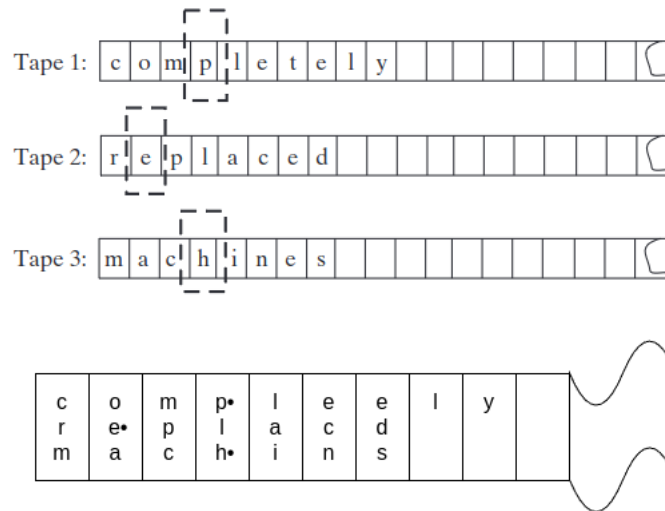 Tape 1: c o m p l e t e l y
Tape 2: r e p l a c e d
Tape 3: m a c h i n e s
c o m p• l e e l y
r e• p l a c d
m a c h• i n s